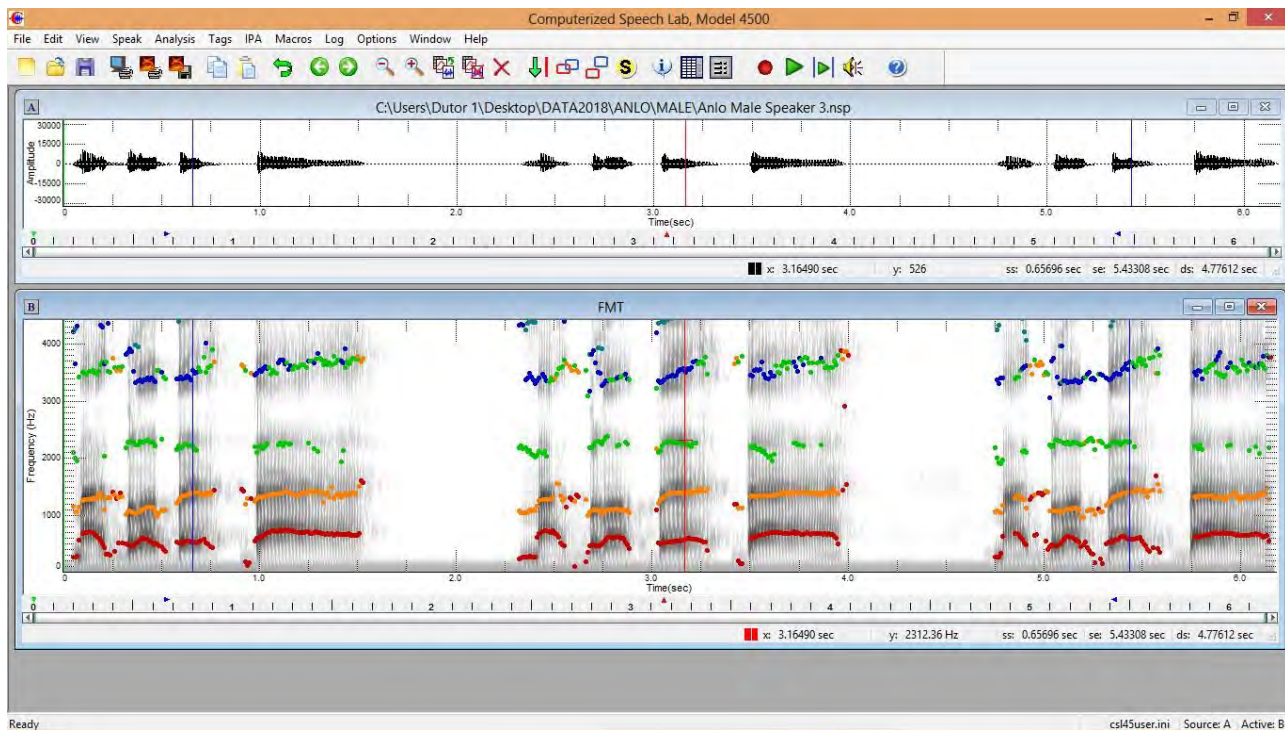 Computerized Speech Lab, Model 4500
File Edit View Speak Analysis Tags IPA Macros Log Options Window Help
S
A C:\Users\Dutor 1\Desktop\DATA2018\ANLO\MALE\Anlo Male Speaker 3.nsp
30000
15000
0
-15000
-30000
Amplitude
0 1.0 2.0 3.0 4.0 5.0 6.0
Time(sec)
0 1 2 3 4 5 6
x: 3.16490 sec y: 526 ss: 0.65696 sec se: 5.43308 sec ds: 4.77612 sec
B FMT
4000
3000
2000
1000
0
Frequency (Hz)
0 1.0 2.0 3.0 4.0 5.0 6.0
Time(sec)
0 1 2 3 4 5 6
x: 3.16490 sec y: 2312.36 Hz ss: 0.65696 sec se: 5.43308 sec ds: 4.77612 sec
Ready csl45user.ini Source: A Active: B